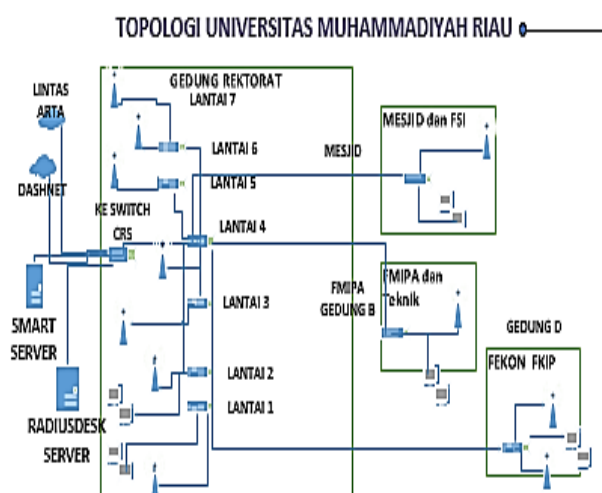 TOPOLOGI UNIVERSITAS MUHAMMADIYAH RIAU
GEDUNG REKTORAT
LANTAI 7
LINTAS
ARTA
LANTAI 6
LANTAI 5
DASHNET
KE SWITCH
CRS
LANTAI 4
SMART
SERVER
LANTAI 3
LANTAI 2
LANTAI 1
RADIUSDESK
SERVER
MESJID
MESJID dan FSI
FMIPA
GEDUNG B
FMIPA dan
Teknik
GEDUNG D
FEKON FKIP